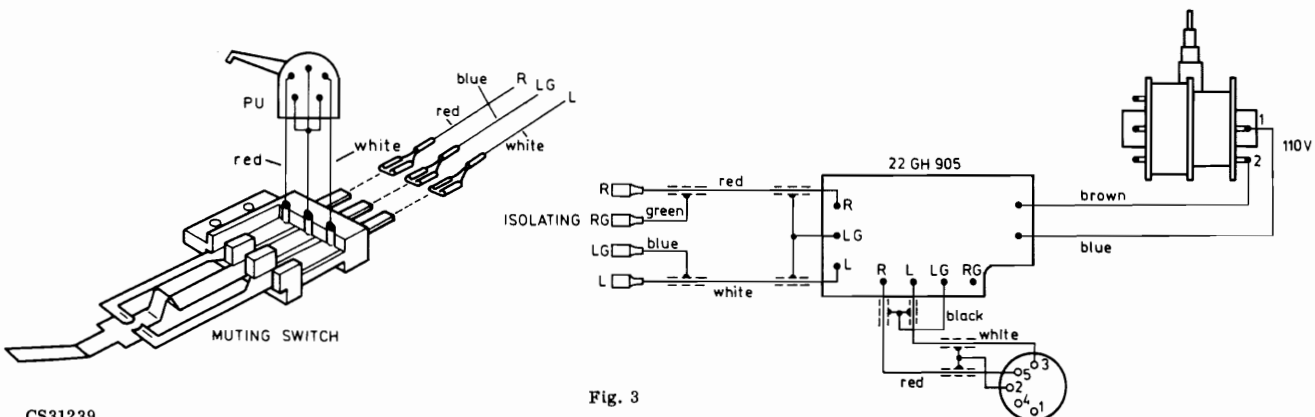 PU
red
white
blue
R
LG
L
red
white
MUTING SWITCH
CS31239
R
red
ISOLATING RG
green
LG
blue
L
white
22 GH 905
R
LG
L
R
L
LG
RG
black
white
red
5
3
2
4
1
brown
blue
1
2
110V
Fig. 3